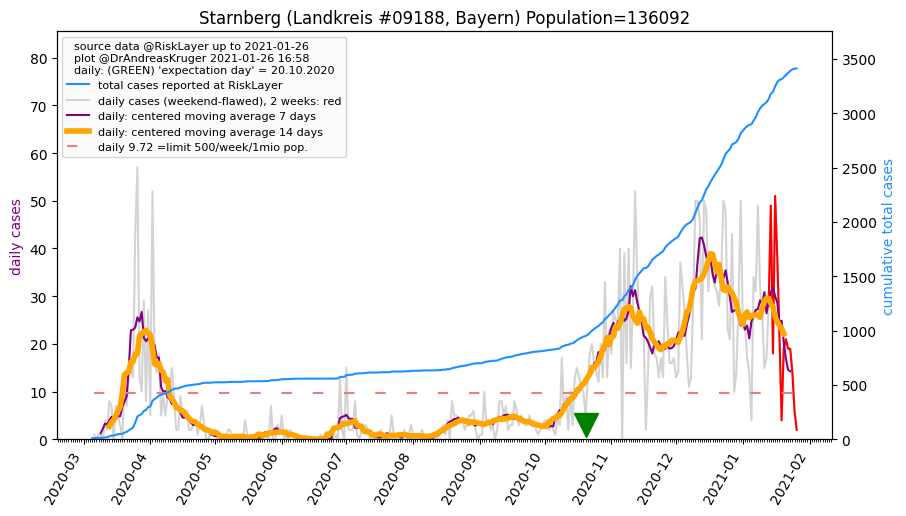 Starnberg (Landkreis #09188, Bayern) Population=136092
source data @RiskLayer up to 2021-01-26
plot @DrAndreasKruger 2021-01-26 16:58
daily: (GREEN) 'expectation day' = 20.10.2020
total cases reported at RiskLayer
daily cases (weekend-flawed), 2 weeks: red
daily: centered moving average 7 days
daily: centered moving average 14 days
daily 9.72 =limit 500/week/1mio pop.
daily cases
80
70
60
50
40
30
20
10
0
cumulative total cases
3500
3000
2500
2000
1500
1000
500
0
2020-03
2020-04
2020-05
2020-06
2020-07
2020-08
2020-09
2020-10
2020-11
2020-12
2021-01
2021-02